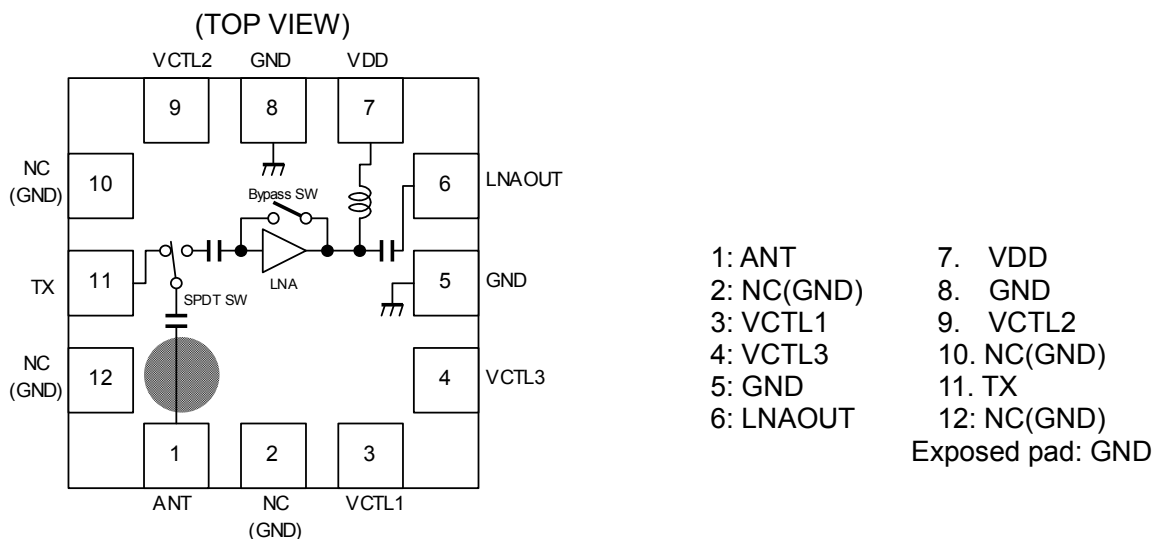 (TOP VIEW)
VCTL2 GND VDD
9 8 7
NC
(GND)
10
6
LNAOUT
Bypass SW
TX
11
SPDT SW
LNA
5
GND
NC
(GND)
12
4
VCTL3
1 2 3
ANT NC
(GND)
VCTL1
1: ANT
2: NC(GND)
3: VCTL1
4: VCTL3
5: GND
6: LNAOUT
7. VDD
8. GND
9. VCTL2
10. NC(GND)
11. TX
12: NC(GND)
Exposed pad: GND